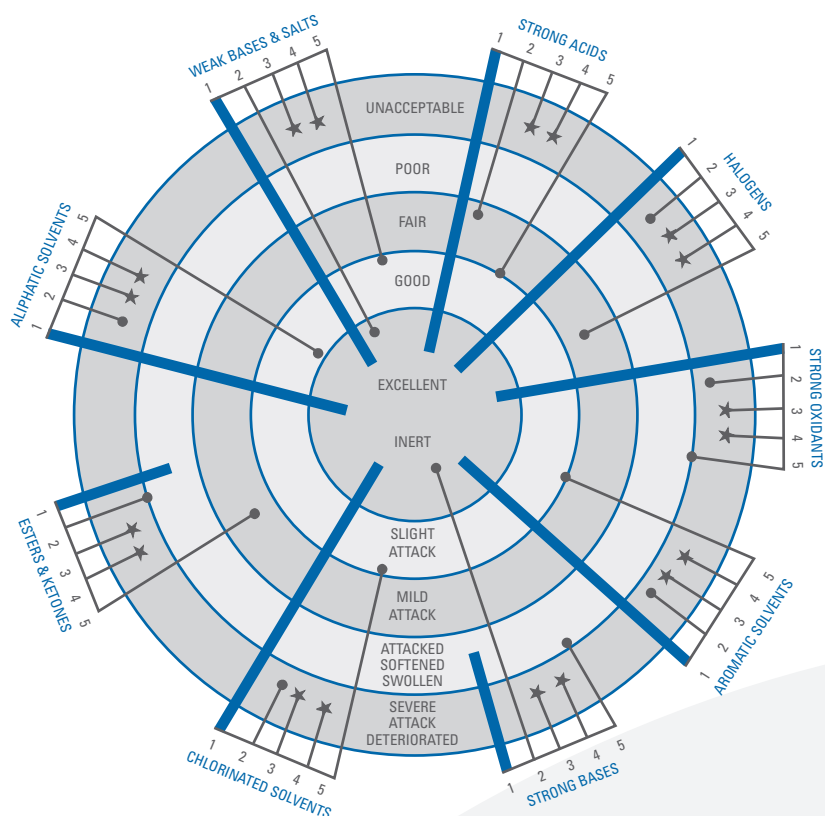 WEAK BASES & SALTS
1 2 3 4 5
STRONG ACIDS
1 2 3 4 5
HALOGENS
1 2 3 4 5
STRONG OXIDANTS
1 2 3 4 5
AROMATIC SOLVENTS
1 2 3 4 5
STRONG BASES
1 2 3 4 5
CHLORINATED SOLVENTS
1 2 3 4 5
ESTERS & KETONES
1 2 3 4 5
ALIPHATIC SOLVENTS
1 2 3 4 5
UNACCEPTABLE
POOR
FAIR
GOOD
EXCELLENT
INERT
SLIGHT
ATTACK
MILD
ATTACK
ATTACKED
SOFTENED
SWOLLEN
SEVERE
ATTACK
DETERIORATED